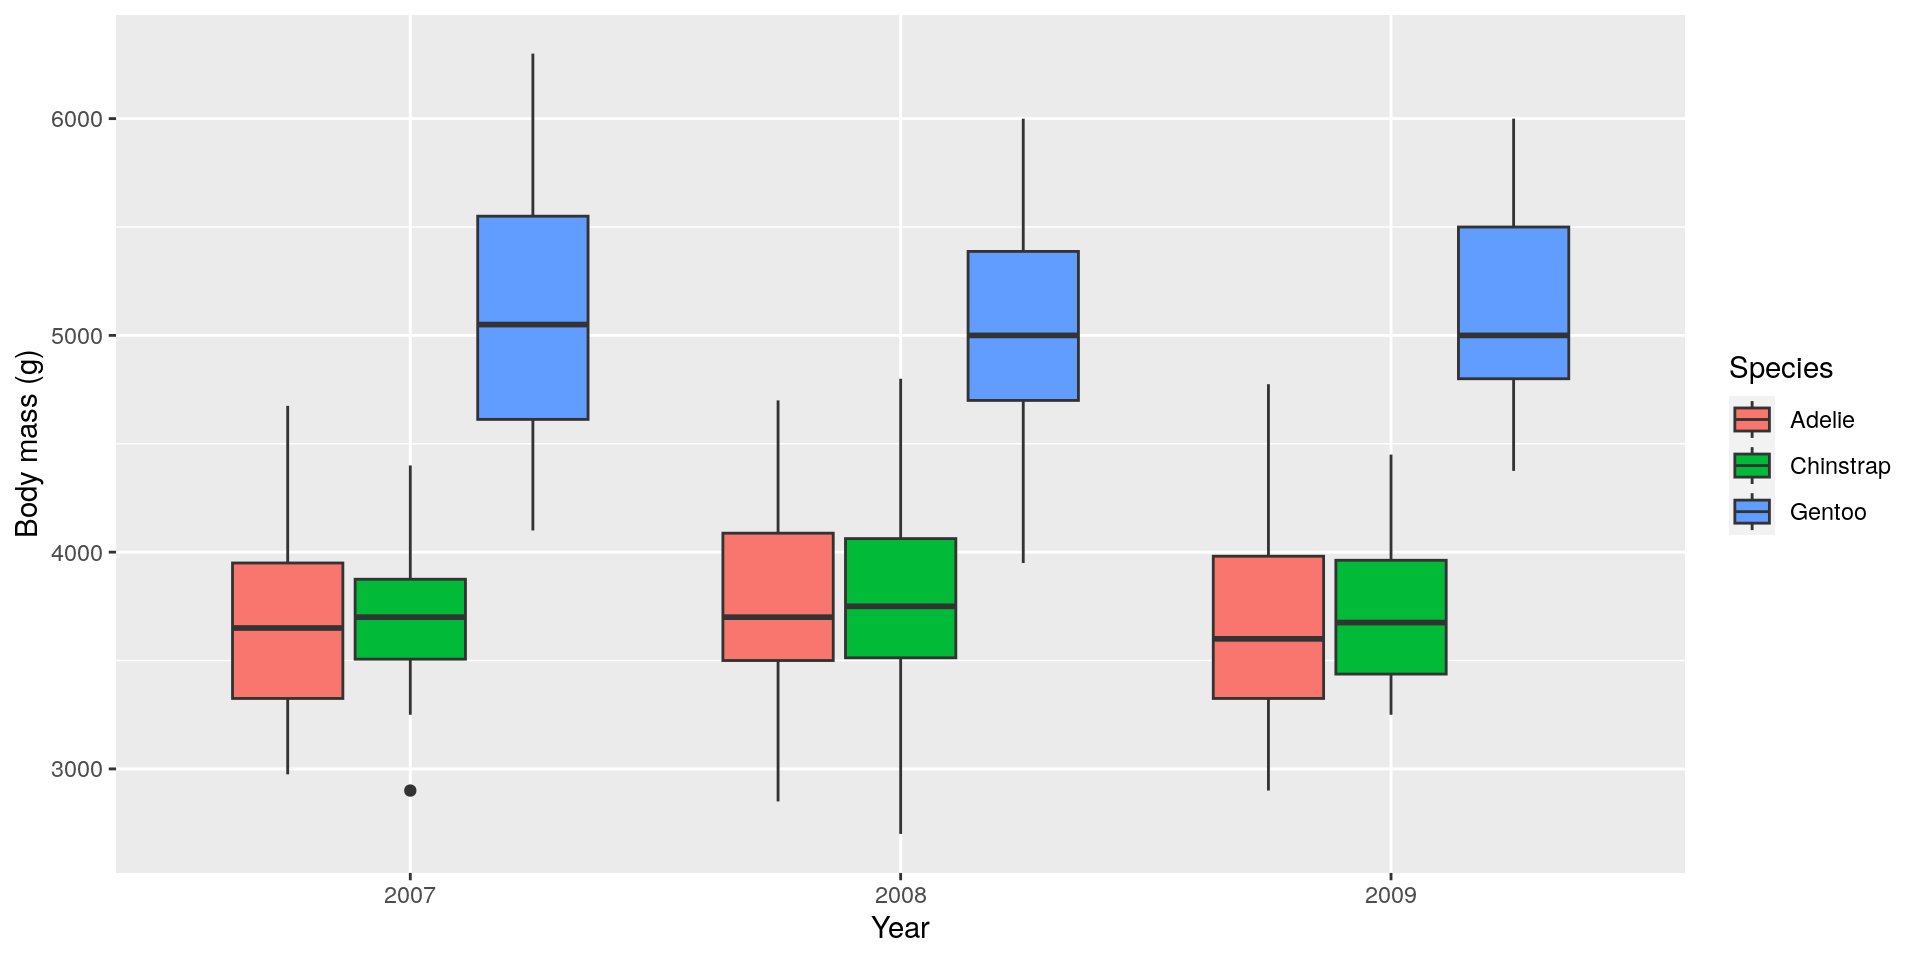 Body mass (g)
6000
5000
4000
3000
2007
2008
2009
Year
Species
Adelie
Chinstrap
Gentoo